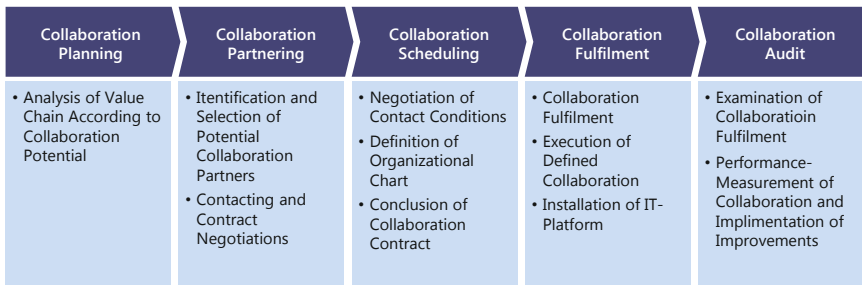 Collaboration
Planning
Collaboration
Partnering
Collaboration
Scheduling
Collaboration
Fulfilment
Collaboration
Audit
• Analysis of Value
Chain According to
Collaboration
Potential
• Itentification and
Selection of
Potential
Collaboration
Partners
• Contacting and
Contract
Negotiations
• Negotiation of
Contact Conditions
• Definition of
Organizational
Chart
• Conclusion of
Collaboration
Contract
• Collaboration
Fulfilment
• Execution of
Defined
Collaboration
• Installation of IT-
Platform
• Examination of
Collaboratioin
Fulfilment
• Performance-
Measurement of
Collaboration and
Implimentation of
Improvements